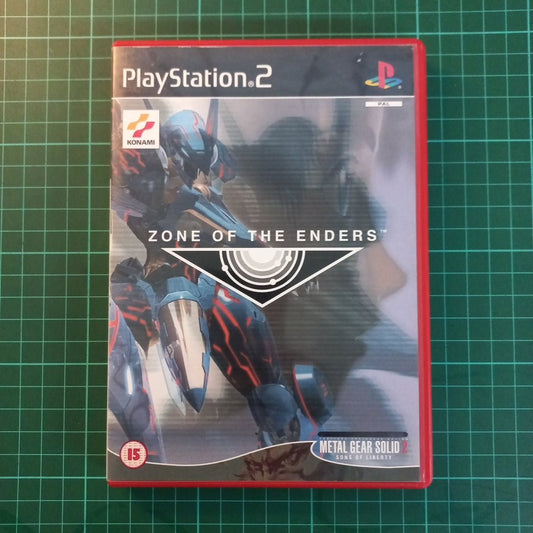 PlayStation®2
PAL
KONAMI
ZONE OF THE ENDERS™
15
METAL GEAR SOLID 2
SONS OF LIBERTY